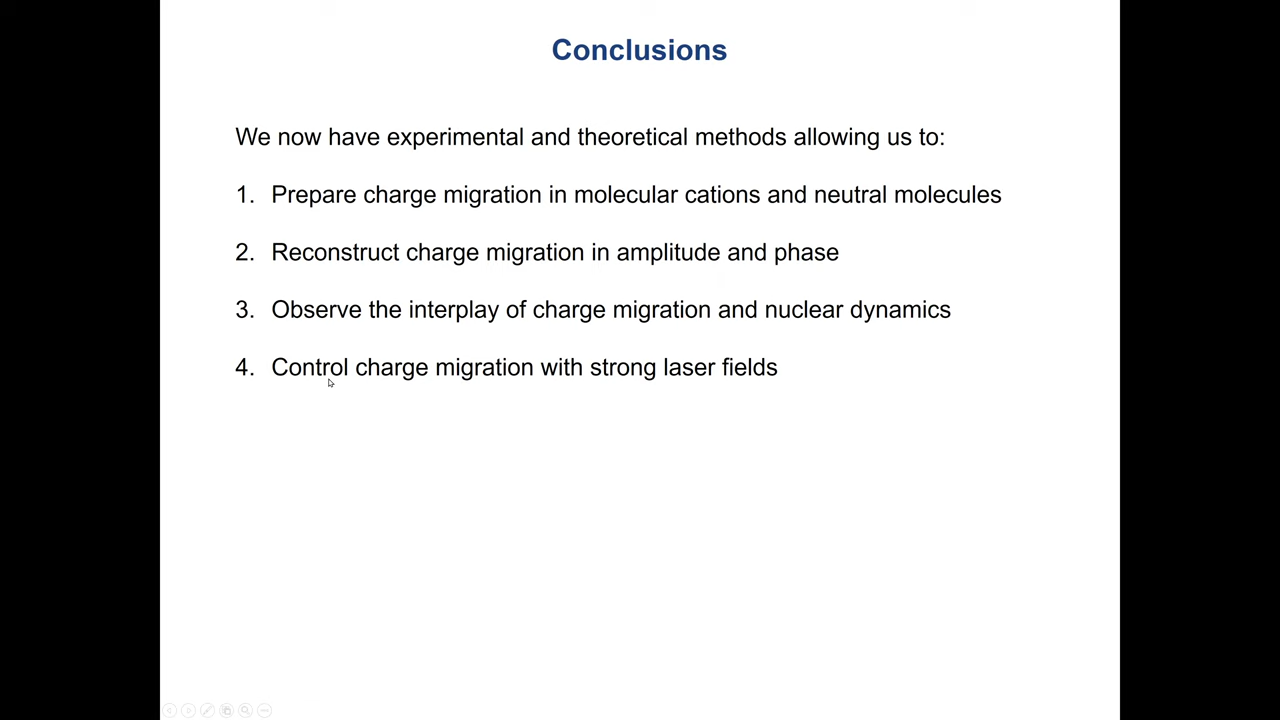 Conclusions
We now have experimental and theoretical methods allowing us to:
1. Prepare charge migration in molecular cations and neutral molecules
2. Reconstruct charge migration in amplitude and phase
3. Observe the interplay of charge migration and nuclear dynamics
4. Control charge migration with strong laser fields